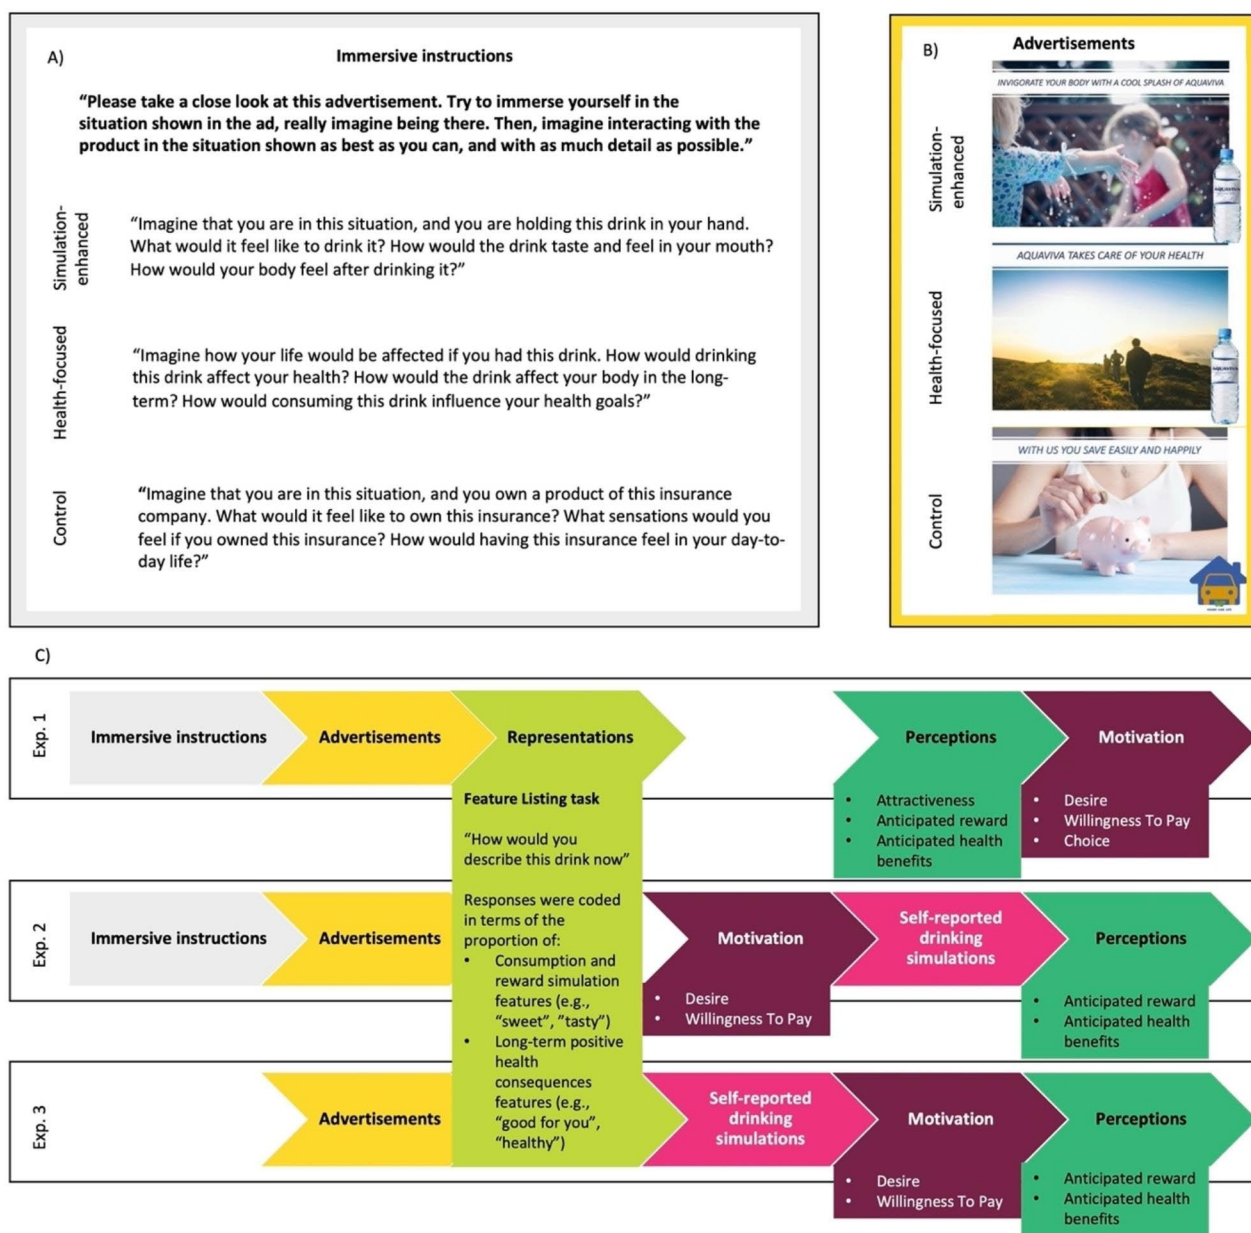 A)
Immersive instructions
“Please take a close look at this advertisement. Try to immerse yourself in the
situation shown in the ad, really imagine being there. Then, imagine interacting with the
product in the situation shown as best as you can, and with as much detail as possible.”
Simulation-
enhanced
“Imagine that you are in this situation, and you are holding this drink in your hand.
What would it feel like to drink it? How would the drink taste and feel in your mouth?
How would your body feel after drinking it?”
Health-focused
“Imagine how your life would be affected if you had this drink. How would drinking
this drink affect your health? How would the drink affect your body in the long-
term? How would consuming this drink influence your health goals?”
Control
“Imagine that you are in this situation, and you own a product of this insurance
company. What would it feel like to own this insurance? What sensations would you
feel if you owned this insurance? How would having this insurance feel in your day-to-
day life?”
B)
Advertisements
Simulation-
enhanced
INVIGORATE YOUR BODY WITH A COOL SPLASH OF AQUAVIVA
AQUAVIVA
Health-focused
AQUAVIVA TAKES CARE OF YOUR HEALTH
AQUAVIVA
Control
WITH US YOU SAVE EASILY AND HAPPILY
C)
Exp. 1
Immersive instructions
Advertisements
Representations
Perceptions
Motivation
Feature Listing task
“How would you
describe this drink now”
Responses were coded
in terms of the
proportion of:
• Consumption and
reward simulation
features (e.g.,
“sweet”, ”tasty”)
• Long-term positive
health
consequences
features (e.g.,
“good for you”,
“healthy”)
• Attractiveness
• Anticipated reward
• Anticipated health
benefits
• Desire
• Willingness To Pay
• Choice
Exp. 2
Immersive instructions
Advertisements
Motivation
Self-reported
drinking
simulations
Perceptions
• Desire
• Willingness To Pay
• Anticipated reward
• Anticipated health
benefits
Exp. 3
Advertisements
Self-reported
drinking
simulations
Motivation
Perceptions
• Desire
• Willingness To Pay
• Anticipated reward
• Anticipated health
benefits